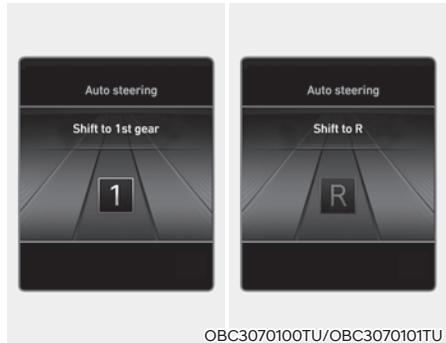 Auto steering
Shift to 1st gear
1
Auto steering
Shift to R
R
OBC3070100TU/OBC3070101TU